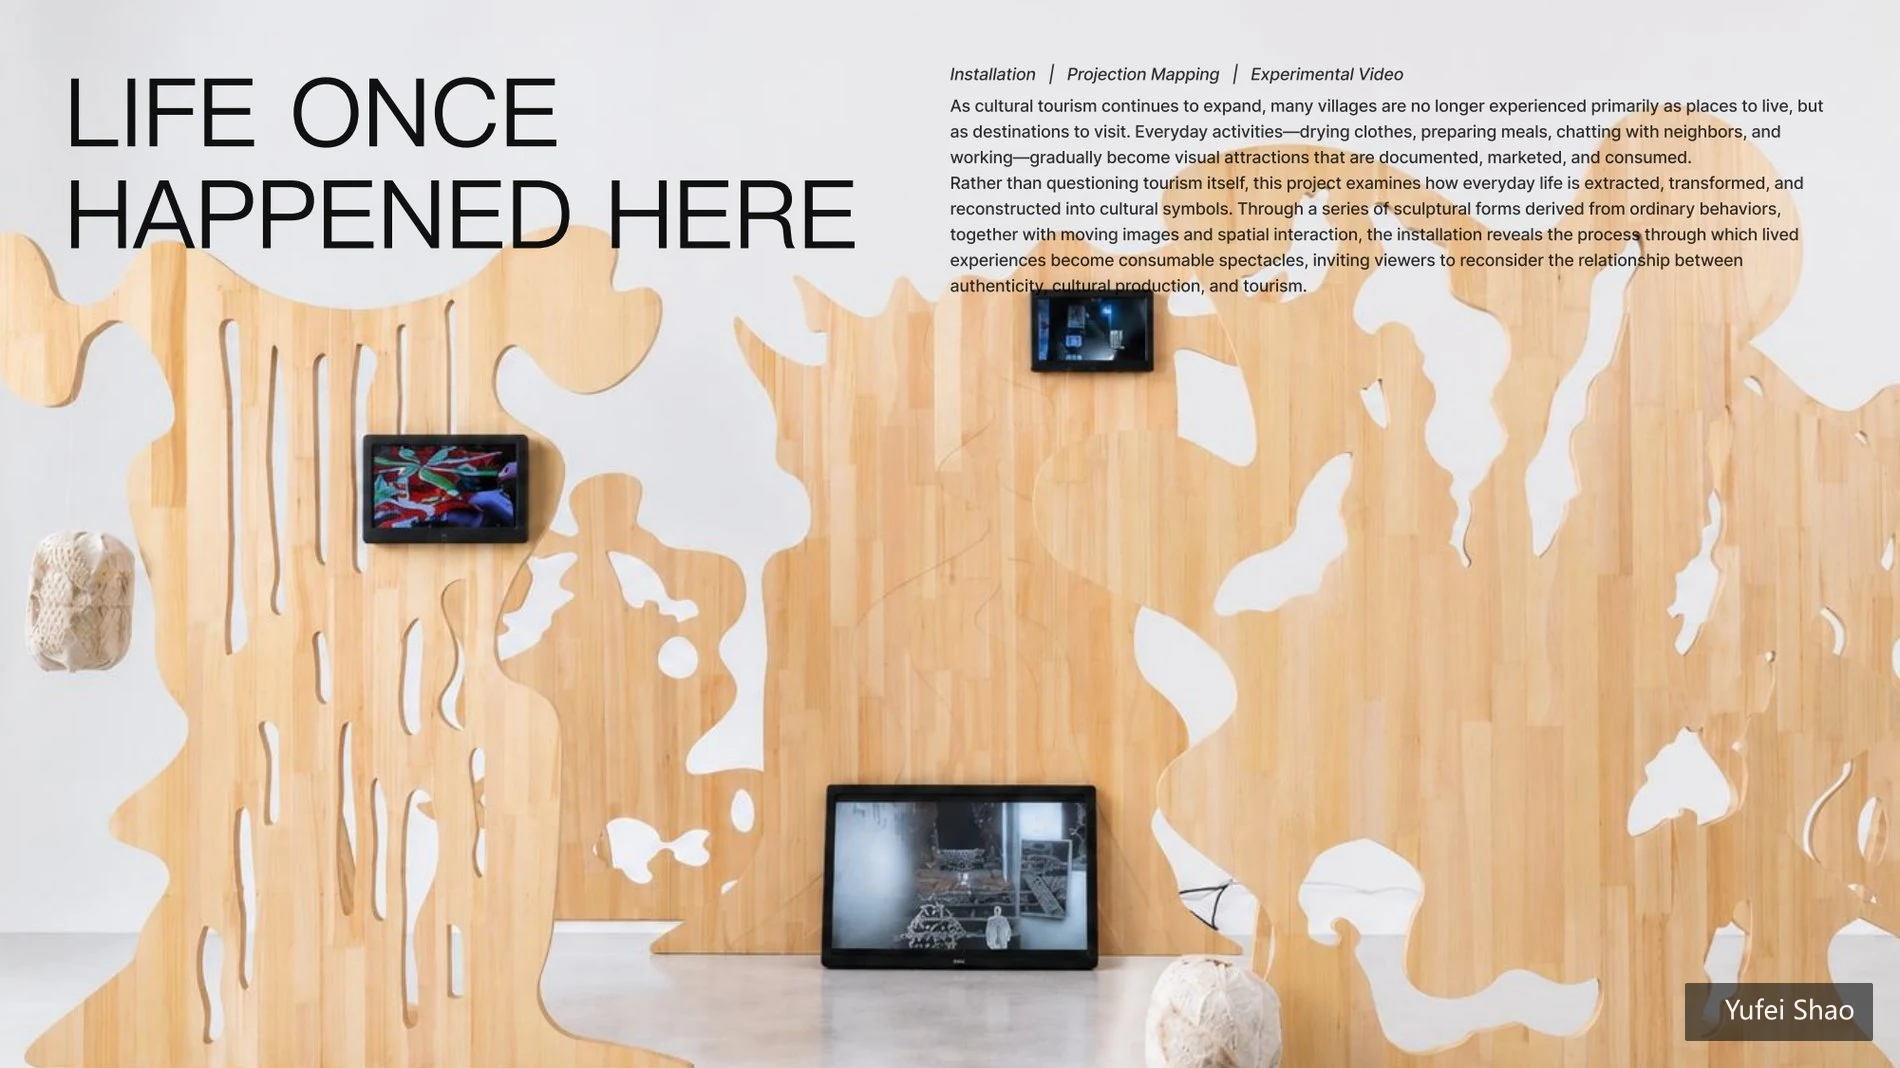 LIFE ONCE
HAPPENED HERE
Installation | Projection Mapping | Experimental Video
As cultural tourism continues to expand, many villages are no longer experienced primarily as places to live, but
as destinations to visit. Everyday activities—drying clothes, preparing meals, chatting with neighbors, and
working—gradually become visual attractions that are documented, marketed, and consumed.
Rather than questioning tourism itself, this project examines how everyday life is extracted, transformed, and
reconstructed into cultural symbols. Through a series of sculptural forms derived from ordinary behaviors,
together with moving images and spatial interaction, the installation reveals the process through which lived
experiences become consumable spectacles, inviting viewers to reconsider the relationship between
authenticity, cultural production, and tourism.
Yufei Shao